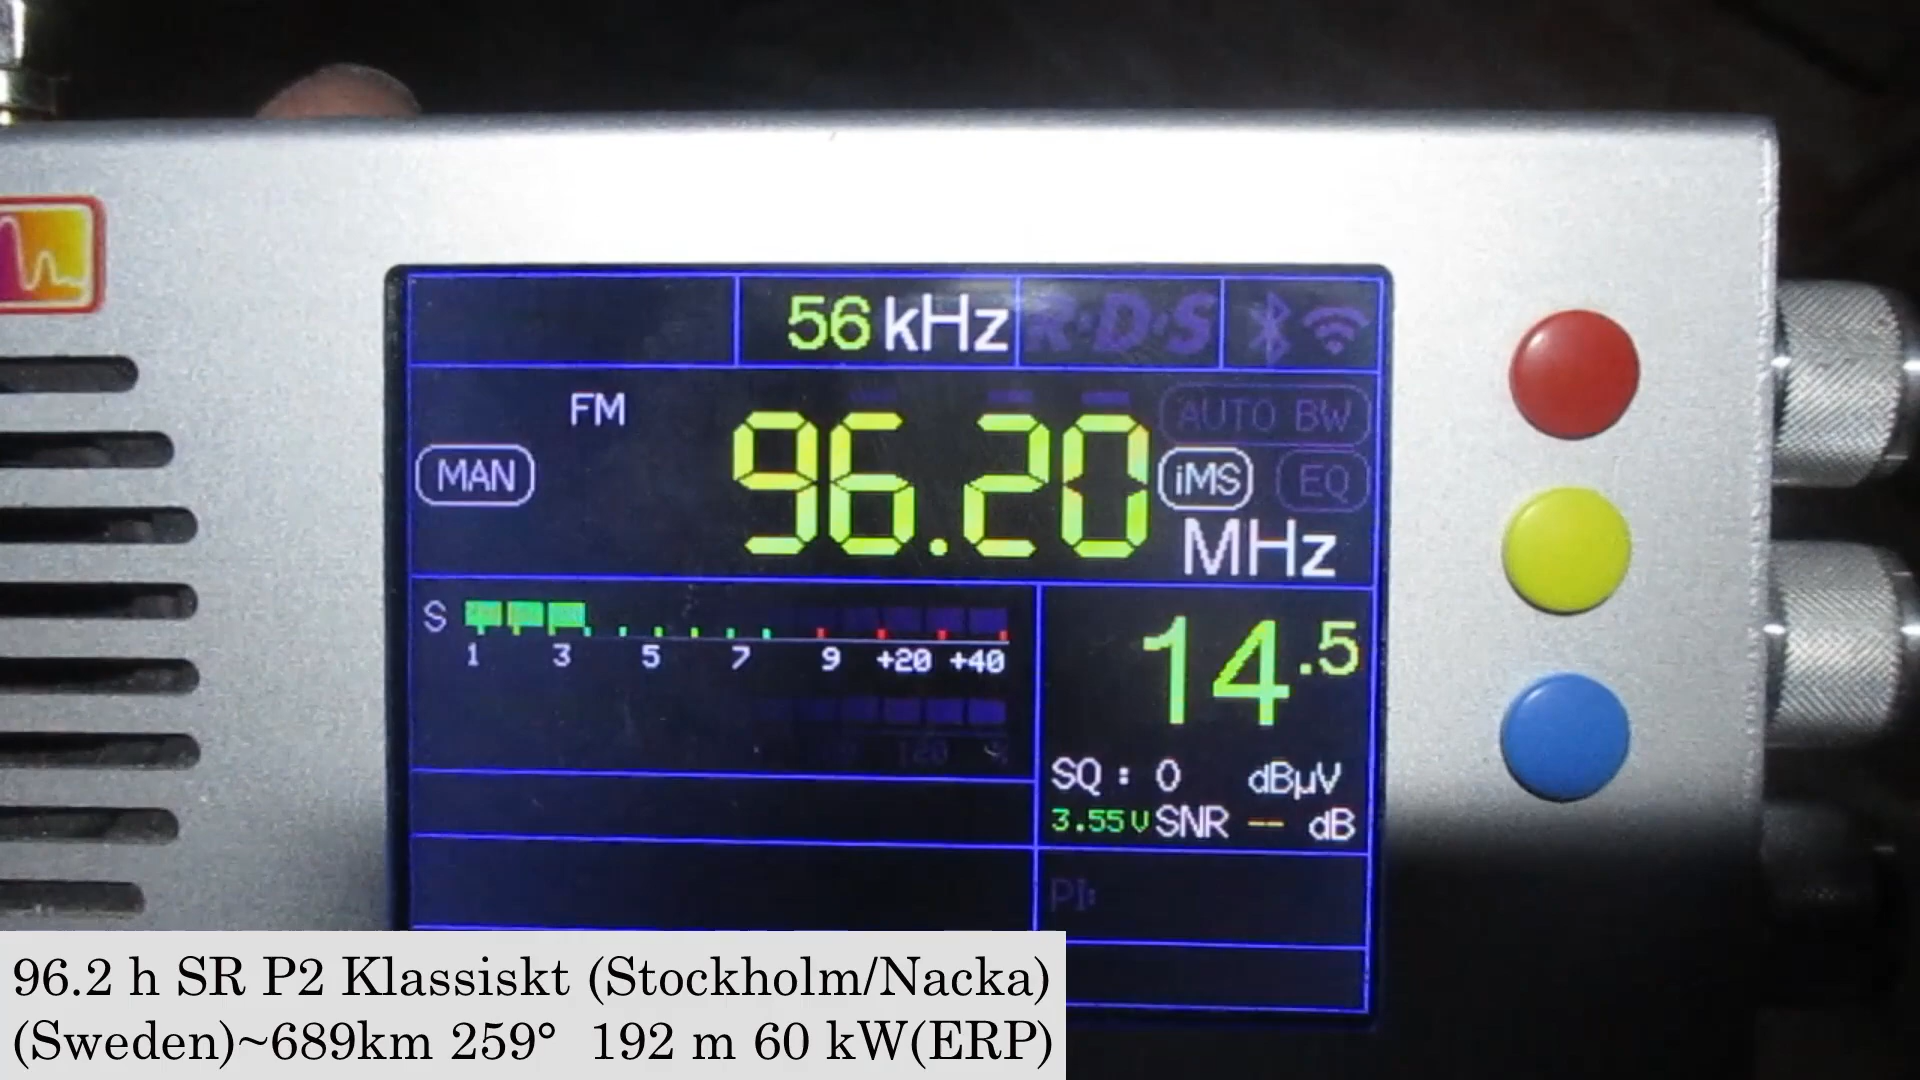 56 kHz R·D·S
FM AUTO BW
MAN 96.20 iMS EQ
MHz
S
1 3 5 7 9 +20 +40
14.5
120 %
SQ : 0 dBµV
3.55V SNR -- dB
PI:
96.2 h SR P2 Klassiskt (Stockholm/Nacka)
(Sweden)~689km 259° 192 m 60 kW(ERP)